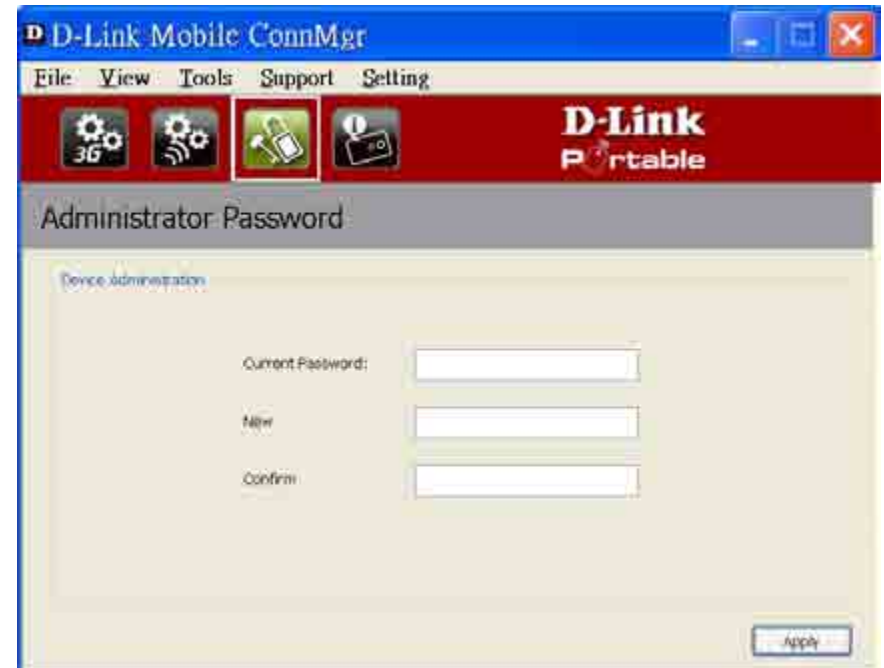 D D-Link Mobile ConnMgr
File View Tools Support Setting
3G
D-Link
Portable
Administrator Password
Device Administration
Current Password:
New
Confirm
Apply